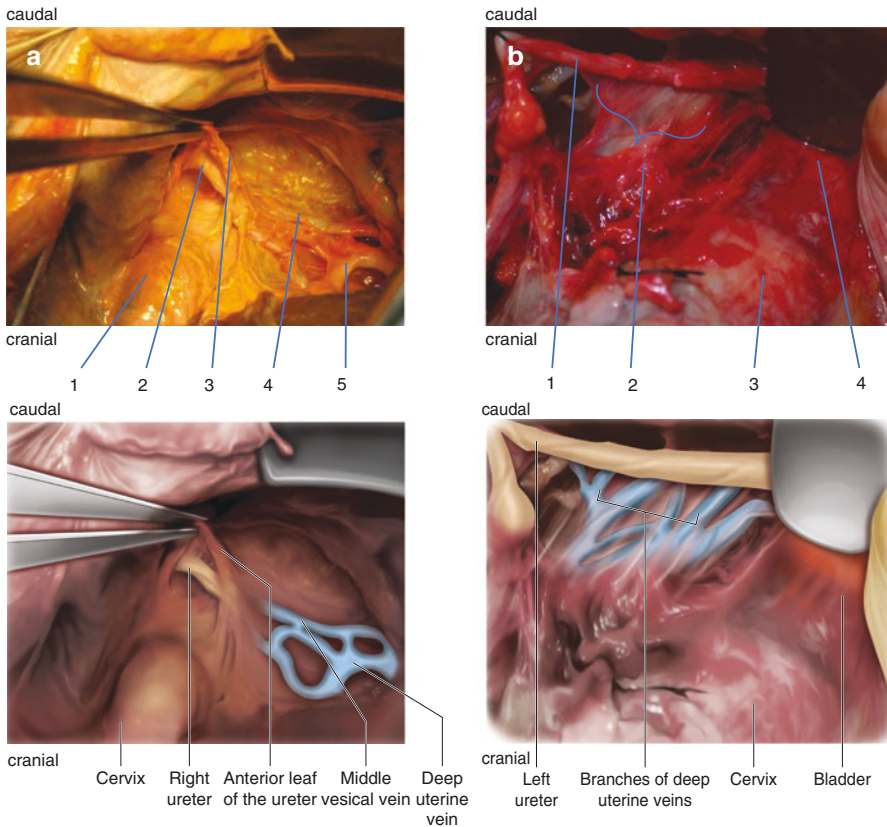 caudal
caudal
a
b
cranial
cranial
1 2 3 4 5
1 2 3 4
caudal
caudal
cranial
cranial
Cervix
Right
ureter
Anterior leaf
of the ureter
Middle
vesical vein
Deep
uterine
vein
Left
ureter
Branches of deep
uterine veins
Cervix
Bladder